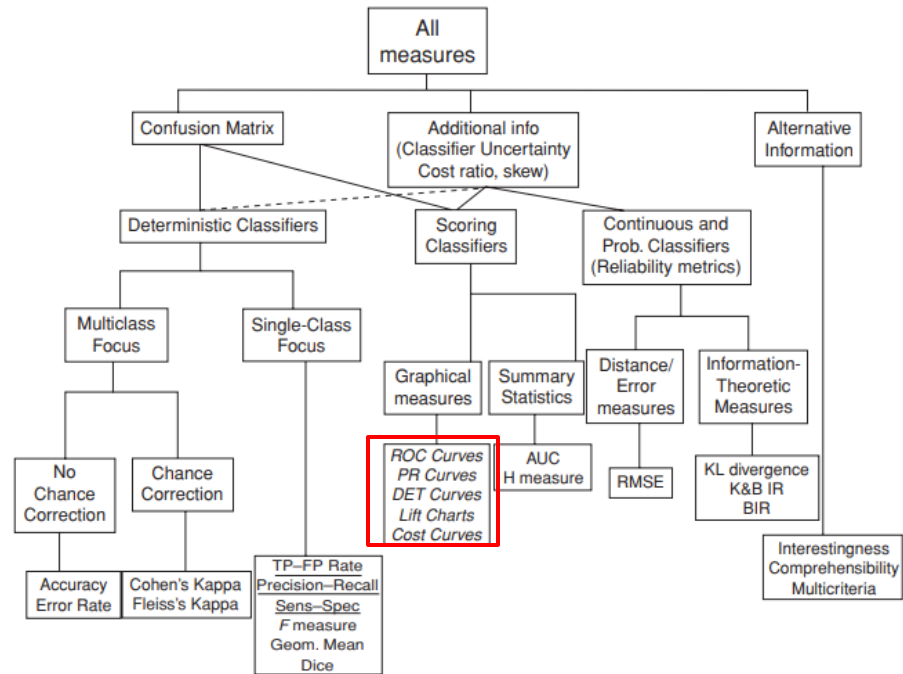 All
measures
Confusion Matrix
Additional info
(Classifier Uncertainty
Cost ratio, skew)
Alternative
Information
Deterministic Classifiers
Scoring
Classifiers
Continuous and
Prob. Classifiers
(Reliability metrics)
Multiclass
Focus
Single-Class
Focus
Graphical
measures
Summary
Statistics
Distance/
Error
measures
Information-
Theoretic
Measures
No
Chance
Correction
Chance
Correction
ROC Curves
PR Curves
DET Curves
Lift Charts
Cost Curves
AUC
H measure
RMSE
KL divergence
K&B IR
BIR
Interestingness
Comprehensibility
Multicriteria
Accuracy
Error Rate
Cohen's Kappa
Fleiss's Kappa
TP–FP Rate
Precision–Recall
Sens–Spec
F measure
Geom. Mean
Dice